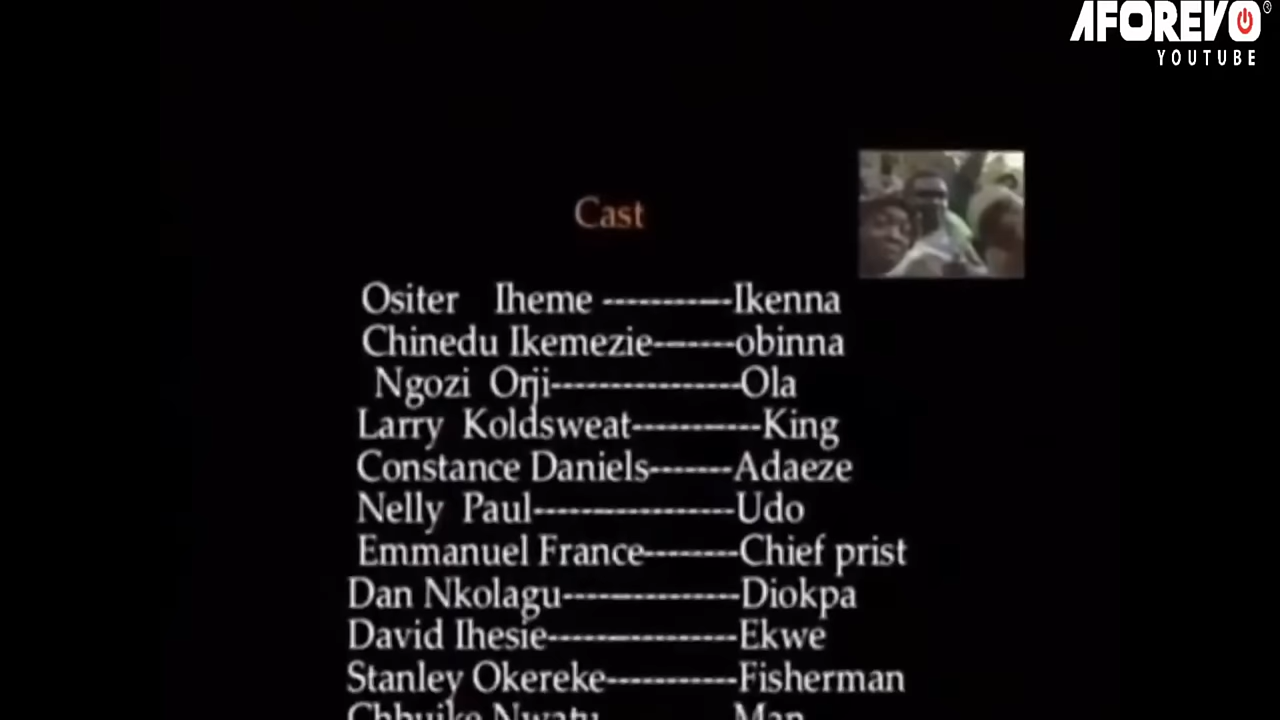 AFOREVO
YOUTUBE
Cast
Ositer Iheme -----------Ikenna
Chinedu Ikemezie-------obinna
Ngozi Orji----------------Ola
Larry Koldsweat-----------King
Constance Daniels-------Adaeze
Nelly Paul-----------------Udo
Emmanuel France--------Chief prist
Dan Nkolagu---------------Diokpa
David Ihesie----------------Ekwe
Stanley Okereke-----------Fisherman